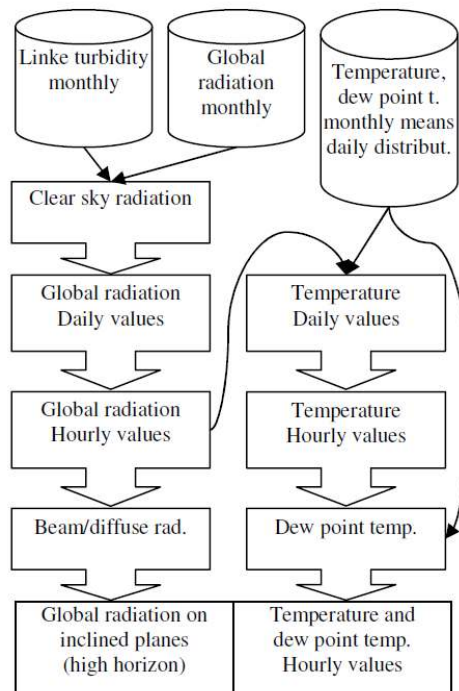 Linke turbidity
monthly
Global
radiation
monthly
Temperature,
dew point t.
monthly means
daily distribut.
Clear sky radiation
Global radiation
Daily values
Temperature
Daily values
Global radiation
Hourly values
Temperature
Hourly values
Beam/diffuse rad.
Dew point temp.
Global radiation on
inclined planes
(high horizon)
Temperature and
dew point temp.
Hourly values